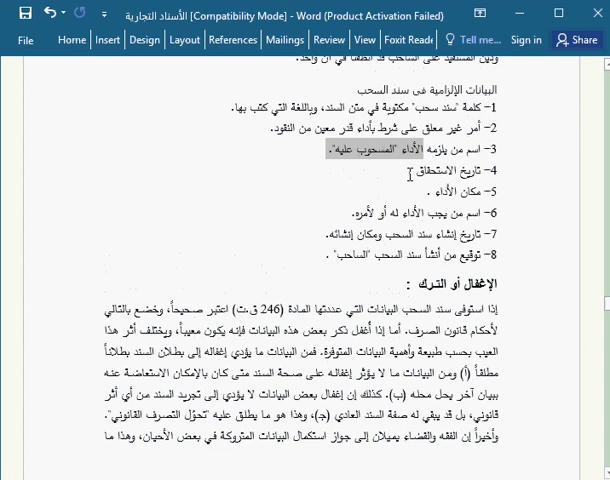 الأسناد التجارية [Compatibility Mode] - Word (Product Activation Failed)
File Home Insert Design Layout References Mailings Review View Foxit Reade Tell me... Sign in Share
ودين المستفيد على الساحب قد انطفأ في آن واحد.
البيانات الإلزامية في سند السحب
1- كلمة "سند سحب" مكتوبة في متن السند، وباللغة التي كتب بها.
2- أمر غير معلق على شرط بأداء قدر معين من النقود.
3- اسم من يلزمه الأداء "المسحوب عليه".
4- تاريخ الاستحقاق
5- مكان الأداء .
6- اسم من يجب الأداء له أو لأمره.
7- تاريخ إنشاء سند السحب ومكان إنشائه.
8- توقيع من أنشأ سند السحب "الساحب" .
الإغفال أو الترك :
إذا استوفى سند السحب البيانات التي عددتها المادة (246 ق.ت) اعتبر صحيحاً، وخضع بالتالي
لأحكام قانون الصرف. أما إذا أغفل ذكر بعض هذه البيانات فإنه يكون معيباً، ويختلف أثر هذا
العيب بحسب طبيعة وأهمية البيانات المتوفرة. فمن البيانات ما يؤدي إغفاله إلى بطلان السند بطلاناً
مطلقاً (أ) ومن البيانات ما لا يؤثر إغفاله على صحة السند متى كان بالإمكان الاستعاضة عنه
ببيان آخر يحل محله (ب). كذلك إن إغفال بعض البيانات لا يؤدي إلى تجريد السند من أي أثر
قانوني، بل قد يبقي له صفة السند العادي (ج)، وهذا هو ما يطلق عليه "تحوّل التصرف القانوني".
وأخيراً إن الفقه والقضاء يميلان إلى جواز استكمال البيانات المتروكة في بعض الأحيان، وهذا ما